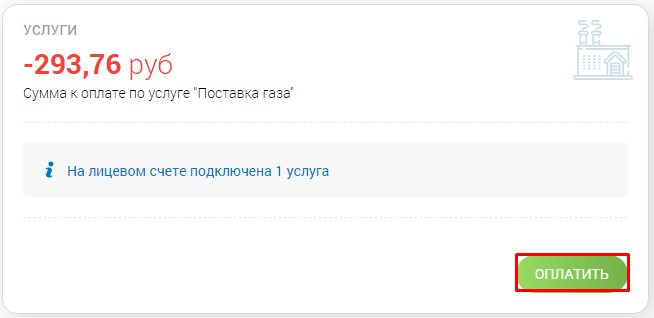 УСЛУГИ
-293,76 руб
Сумма к оплате по услуге "Поставка газа"
На лицевом счете подключена 1 услуга
ОПЛАТИТЬ